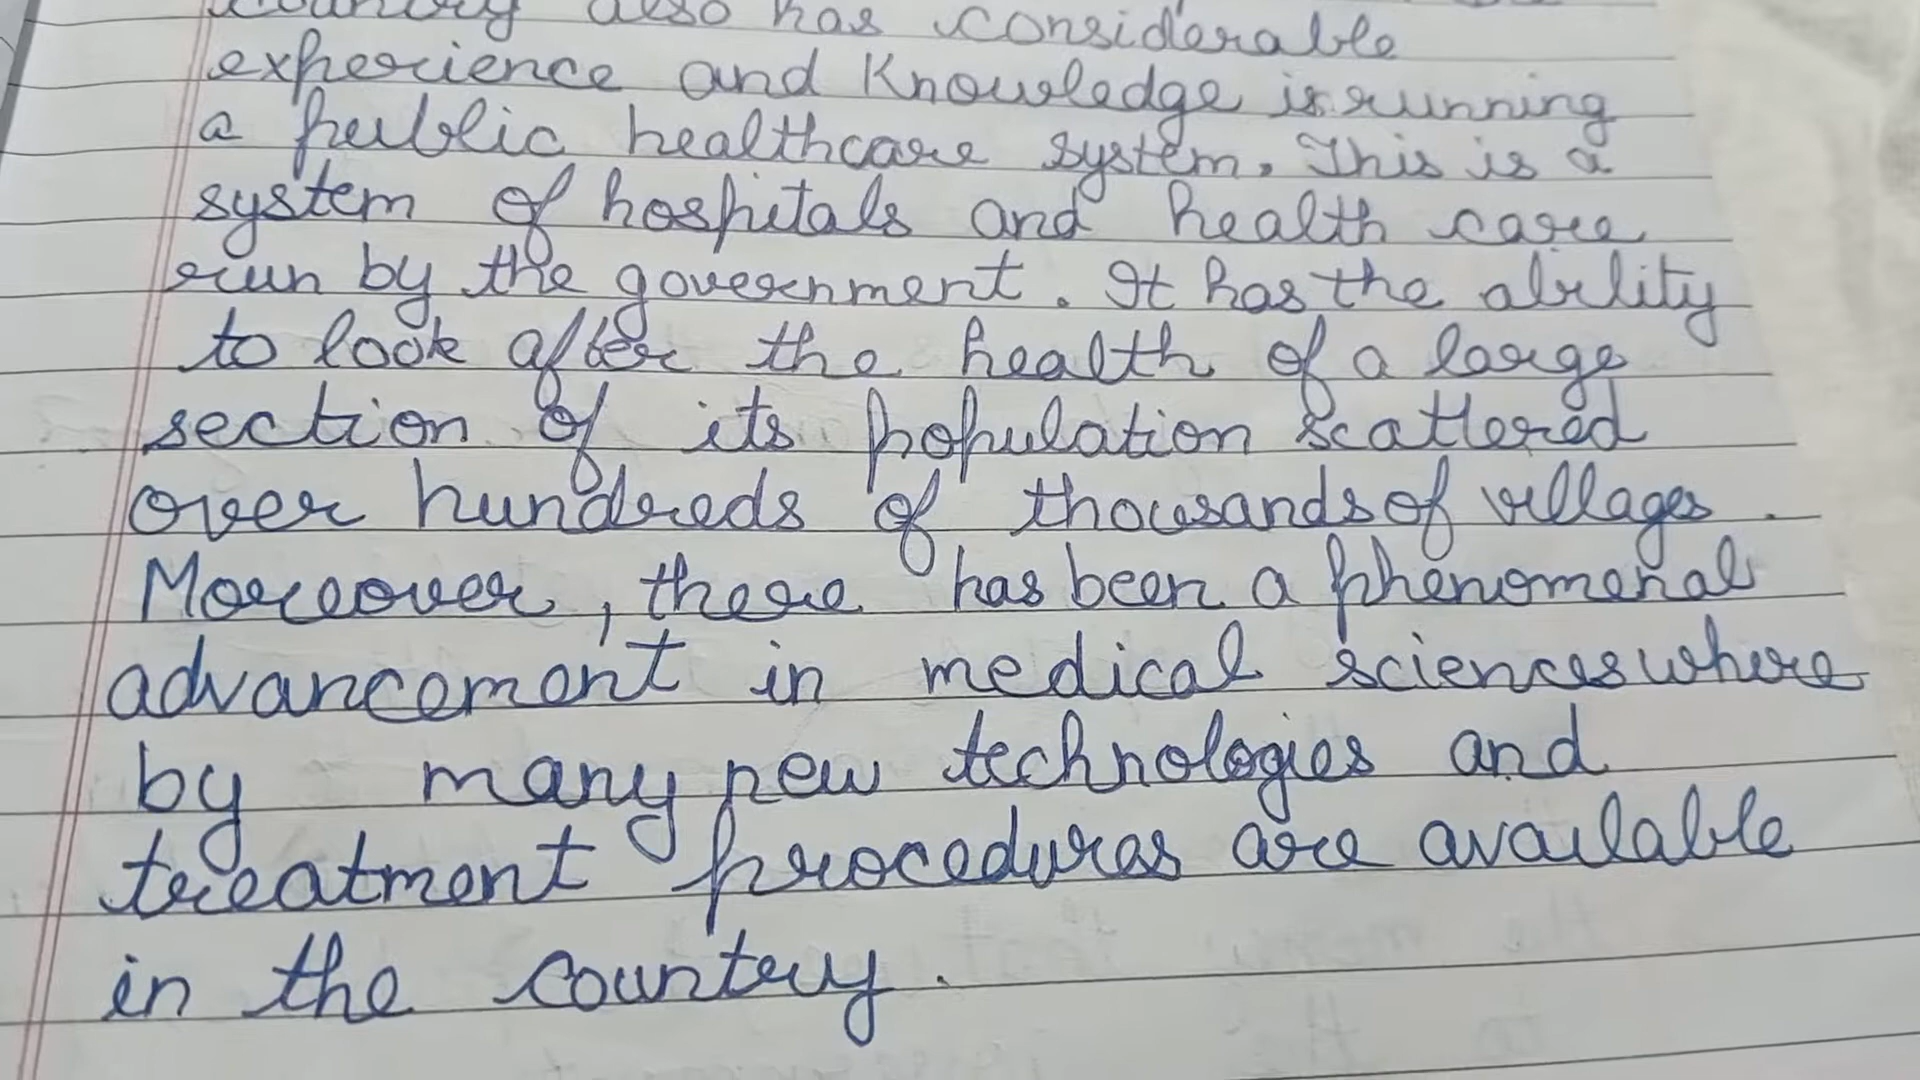 country also has considerable
experience and Knowledge is running
a public healthcare system. This is a
system of hospitals and health care
run by the government. It has the ability
to look after the health of a large
section of its population scattered
over hundreds of thousands of villages.
Moreover, there has been a phenomenal
advancement in medical sciences where
by many new technologies and
treatment procedures are available
in the country.